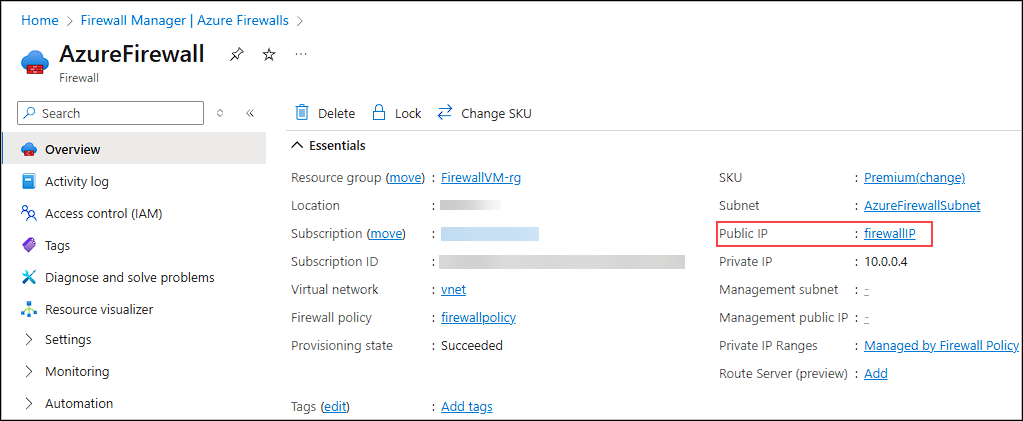 Home > Firewall Manager | Azure Firewalls >
AzureFirewall
Firewall
Search
Delete Lock Change SKU
Overview
Activity log
Access control (IAM)
Tags
Diagnose and solve problems
Resource visualizer
Settings
Monitoring
Automation
Essentials
Resource group (move) : FirewallVM-rg
Location :
Subscription (move) :
Subscription ID :
Virtual network : vnet
Firewall policy : firewallpolicy
Provisioning state : Succeeded
Tags (edit) : Add tags
SKU : Premium(change)
Subnet : AzureFirewallSubnet
Public IP : firewallIP
Private IP : 10.0.0.4
Management subnet : -
Management public IP : -
Private IP Ranges : Managed by Firewall Policy
Route Server (preview) : Add